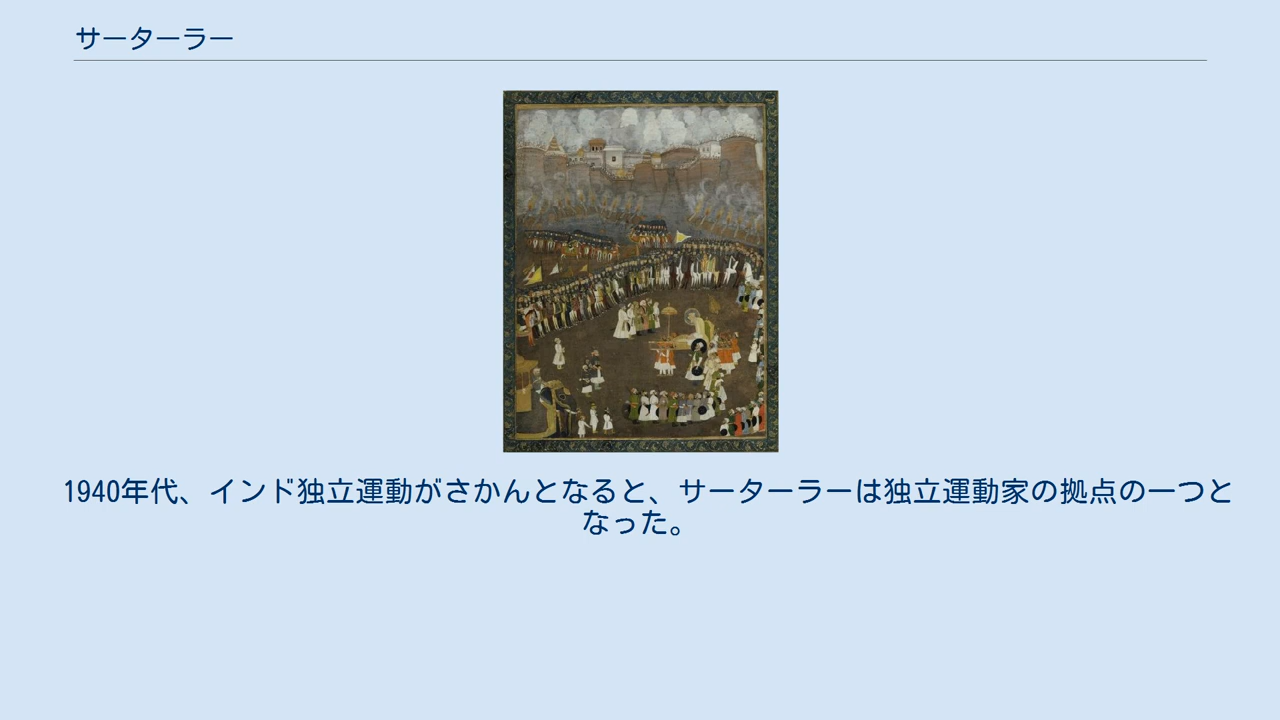 サーターラー
1940年代、インド独立運動がさかんとなると、サーターラーは独立運動家の拠点の一つと
なった。